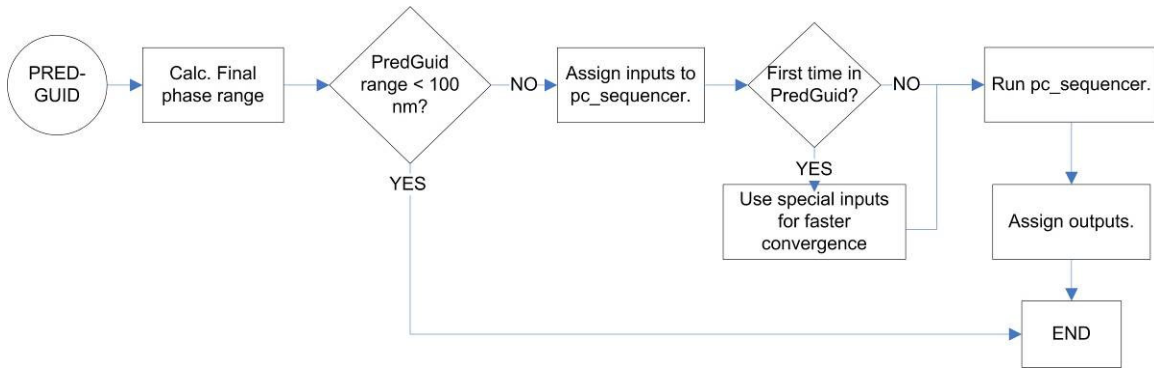 PRED-
GUID
Calc. Final
phase range
PredGuid
range < 100
nm?
NO
Assign inputs to
pc_sequencer.
First time in
PredGuid?
NO
Run pc_sequencer.
YES
YES
Use special inputs
for faster
convergence
Assign outputs.
END